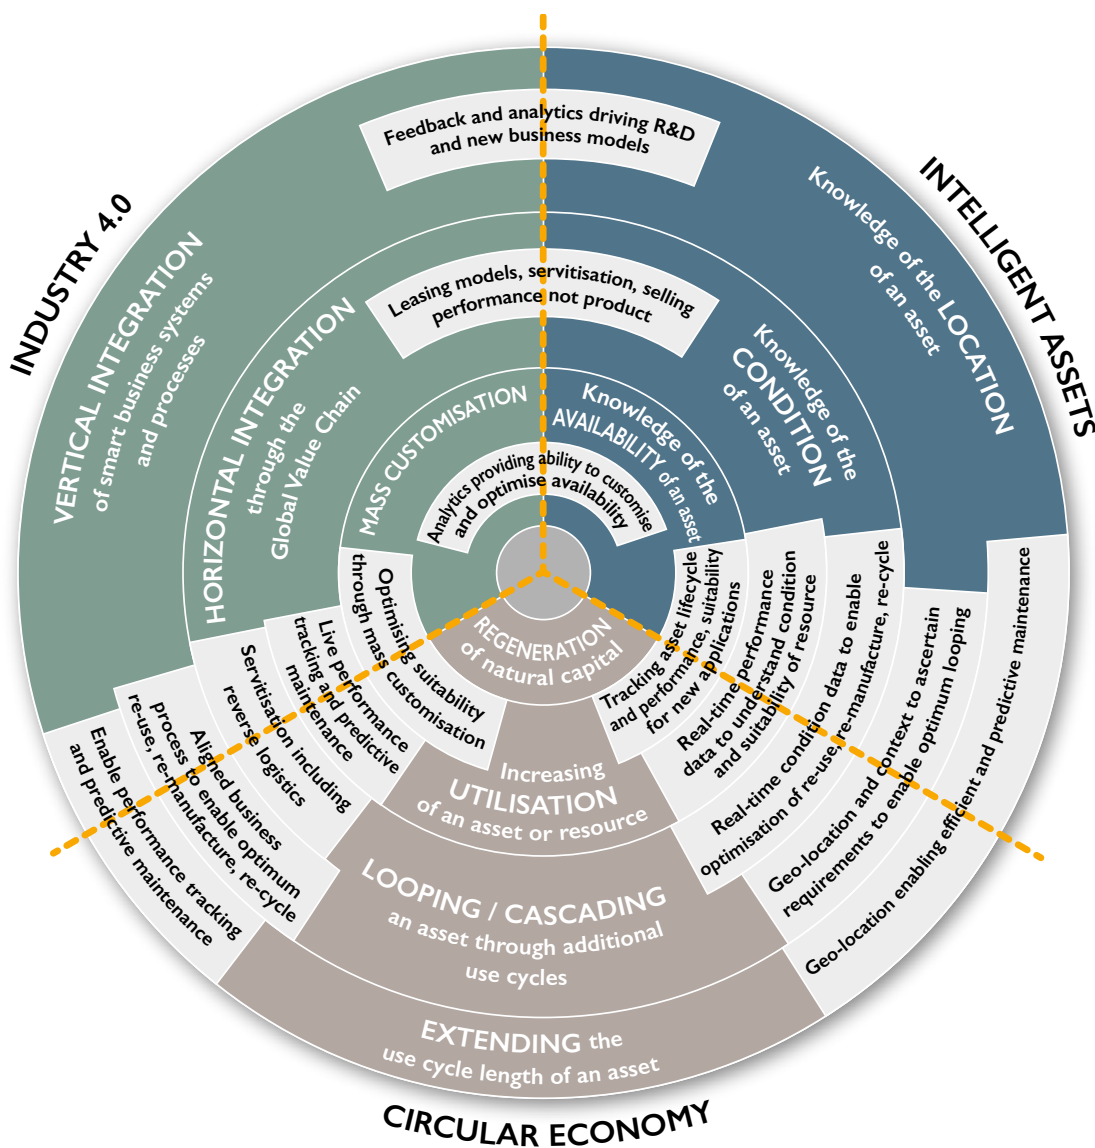 INDUSTRY 4.0
INTELLIGENT ASSETS
CIRCULAR ECONOMY
Feedback and analytics driving R&D
and new business models
Leasing models, servitisation, selling
performance not product
Analytics providing ability to customise
and optimise availability
VERTICAL INTEGRATION
of smart business systems
and processes
HORIZONTAL INTEGRATION
through the
Global Value Chain
MASS CUSTOMISATION
Knowledge of the
AVAILABILITY of an asset
Knowledge of the
CONDITION
of an asset
Knowledge of the LOCATION
of an asset
Optimising suitability
through mass customisation
Live performance
tracking and predictive
maintenance
Servitisation including
reverse logistics
Aligned business
process to enable optimum
re-use, re-manufacture, re-cycle
Enable performance tracking
and predictive maintenance
Tracking asset lifecycle
and performance, suitability
for new applications
Real-time performance
data to understand condition
and suitability of resource
Real-time condition data to enable
optimisation of re-use, re-manufacture, re-cycle
Geo-location and context to ascertain
requirements to enable optimum looping
Geo-location enabling efficient and predictive maintenance
REGENERATION
of natural capital
Increasing
UTILISATION
of an asset or resource
LOOPING / CASCADING
an asset through additional
use cycles
EXTENDING the
use cycle length of an asset